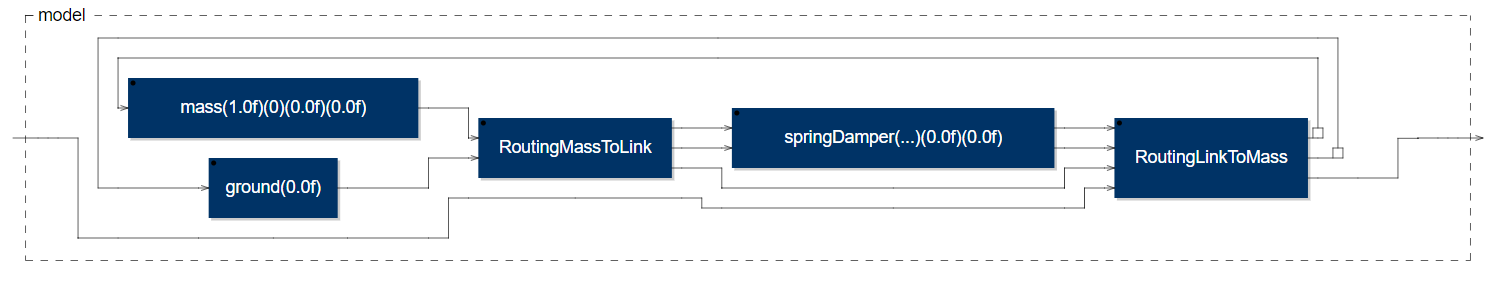 model
mass(1.0f)(0)(0.0f)(0.0f)
RoutingMassToLink
springDamper(...)(0.0f)(0.0f)
RoutingLinkToMass
ground(0.0f)